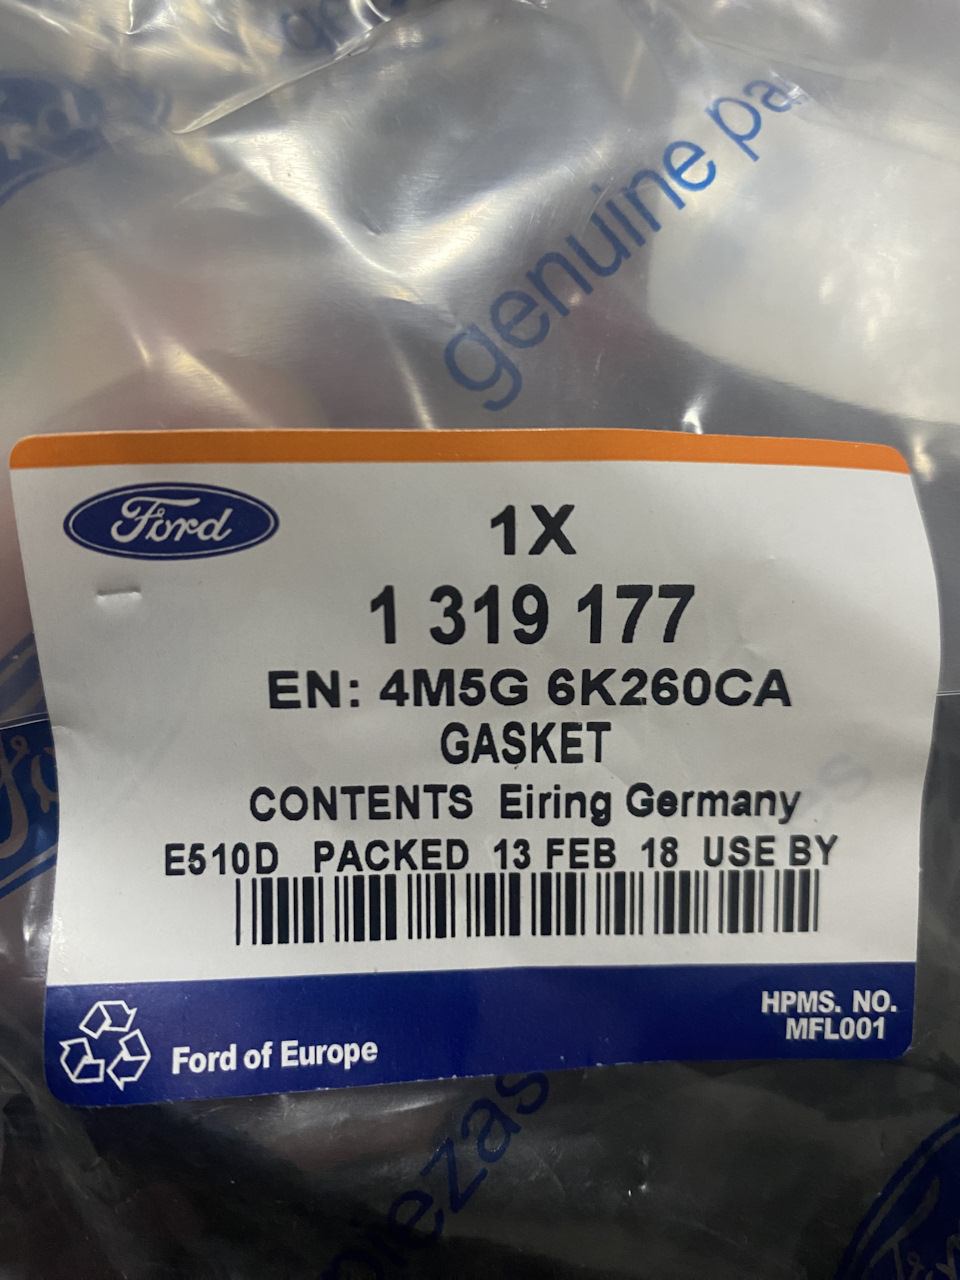 genuine pa
Ford
1X
1 319 177
EN: 4M5G 6K260CA
GASKET
CONTENTS Eiring Germany
E510D PACKED 13 FEB 18 USE BY
HPMS. NO.
MFL001
Ford of Europe
piezas